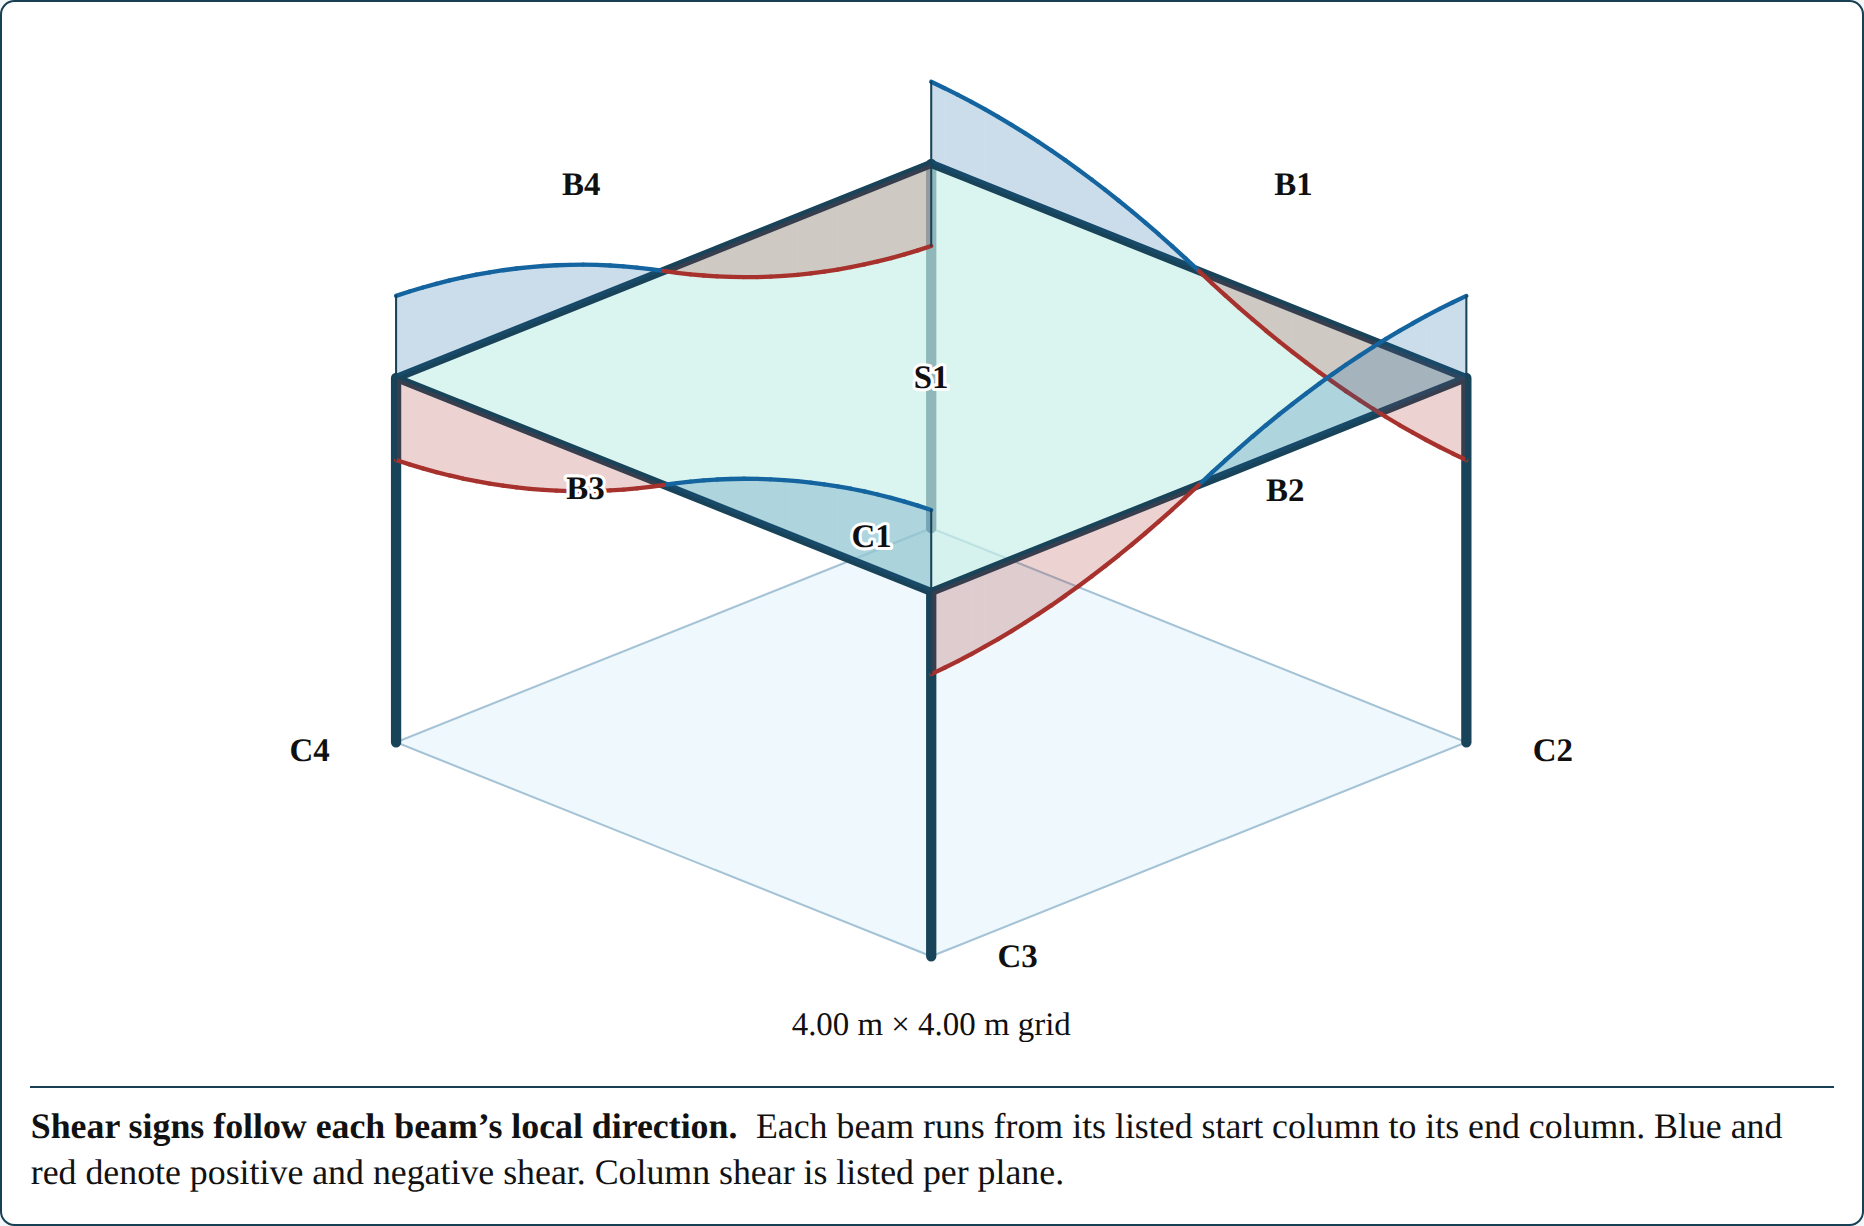 B4
B1
S1
B3
B2
C1
C4
C2
C3
4.00 m × 4.00 m grid
Shear signs follow each beam’s local direction. Each beam runs from its listed start column to its end column. Blue and
red denote positive and negative shear. Column shear is listed per plane.